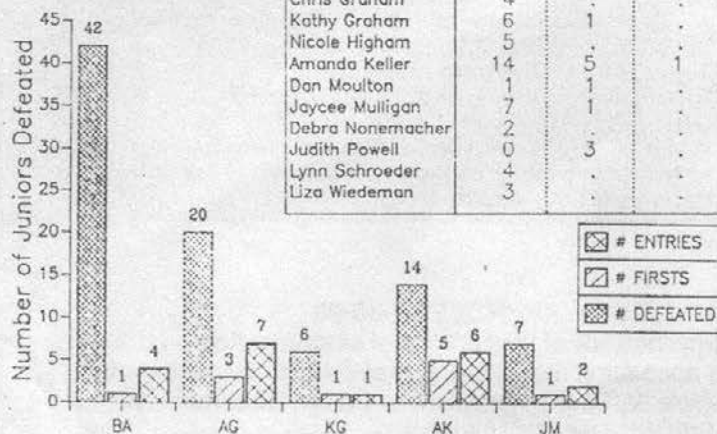 Chris Graham 4 .
Kathy Graham 6 1 .
Nicole Higham 5 . .
Amanda Keller 14 5 1
Dan Moulton 1 1 .
Jaycee Mulligan 7 1 .
Debra Nonemacher 2 . .
Judith Powell 0 3 .
Lynn Schroeder 4 . .
Liza Wiedeman 3 . .
Number of Juniors Defeated
45
40
35
30
25
20
15
10
5
0
42 1 4
20 3 7
6 1 1
14 5 6
7 1 2
BA AG KG AK JM
# ENTRIES
# FIRSTS
# DEFEATED